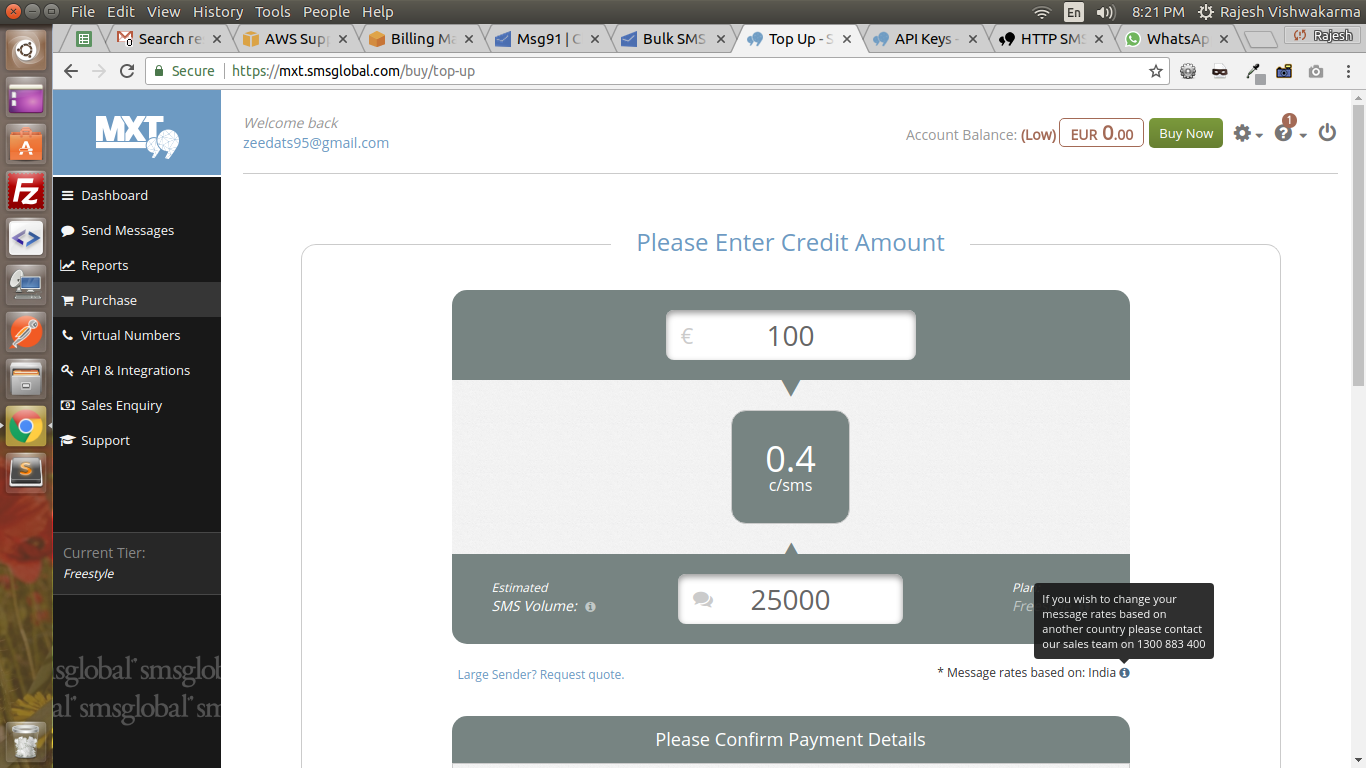 File Edit View History Tools People Help
En 8:21 PM Rajesh Vishwakarma
Search re
AWS Sup
Billing Ma
Msg91 | C
Bulk SMS
Top Up - S
API Keys -
HTTP SMS
WhatsAp
Rajesh
Secure https://mxt.smsglobal.com/buy/top-up
MXT
Welcome back
zeedats95@gmail.com
Account Balance: (Low) EUR 0.00 Buy Now 1
Dashboard
Send Messages
Reports
Purchase
Virtual Numbers
API & Integrations
Sales Enquiry
Support
Current Tier:
Freestyle
smsglobal smsglob
al smsglobal sm
Please Enter Credit Amount
€ 100
0.4
c/sms
Estimated
SMS Volume:
25000
Plan
Fre
If you wish to change your
message rates based on
another country please contact
our sales team on 1300 883 400
Large Sender? Request quote.
* Message rates based on: India
Please Confirm Payment Details